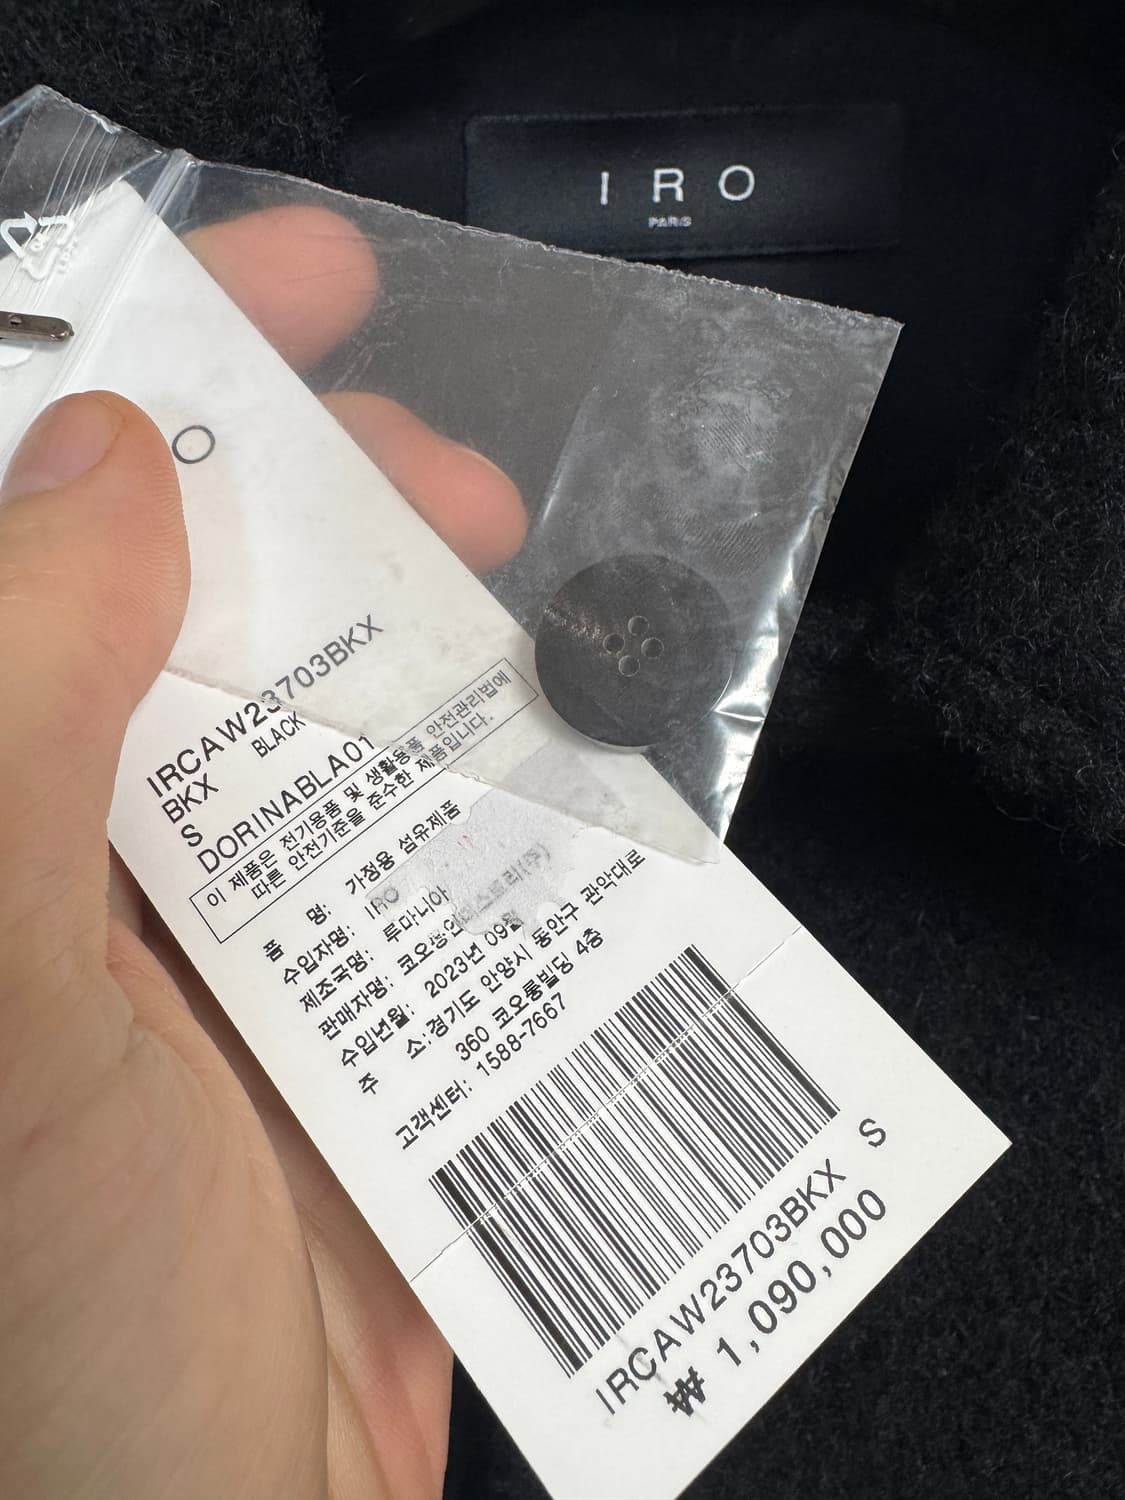 IRO
PARIS
O
IRCAW23703BKX
BKX BLACK
S
DORINABLA01
이 제품은 전기용품 및 생활용품 안전관리법에
따른 안전기준을 준수한 제품입니다.
품 명: 가정용 섬유제품
수입자명: IRO
제조국명: 루마니아
판매자명: 코오롱인더스트리(주)
수입년월: 2023년 09월
주 소:경기도 안양시 동안구 관악대로
360 코오롱빌딩 4층
고객센터: 1588-7667
IRCAW23703BKX S
₩ 1,090,000